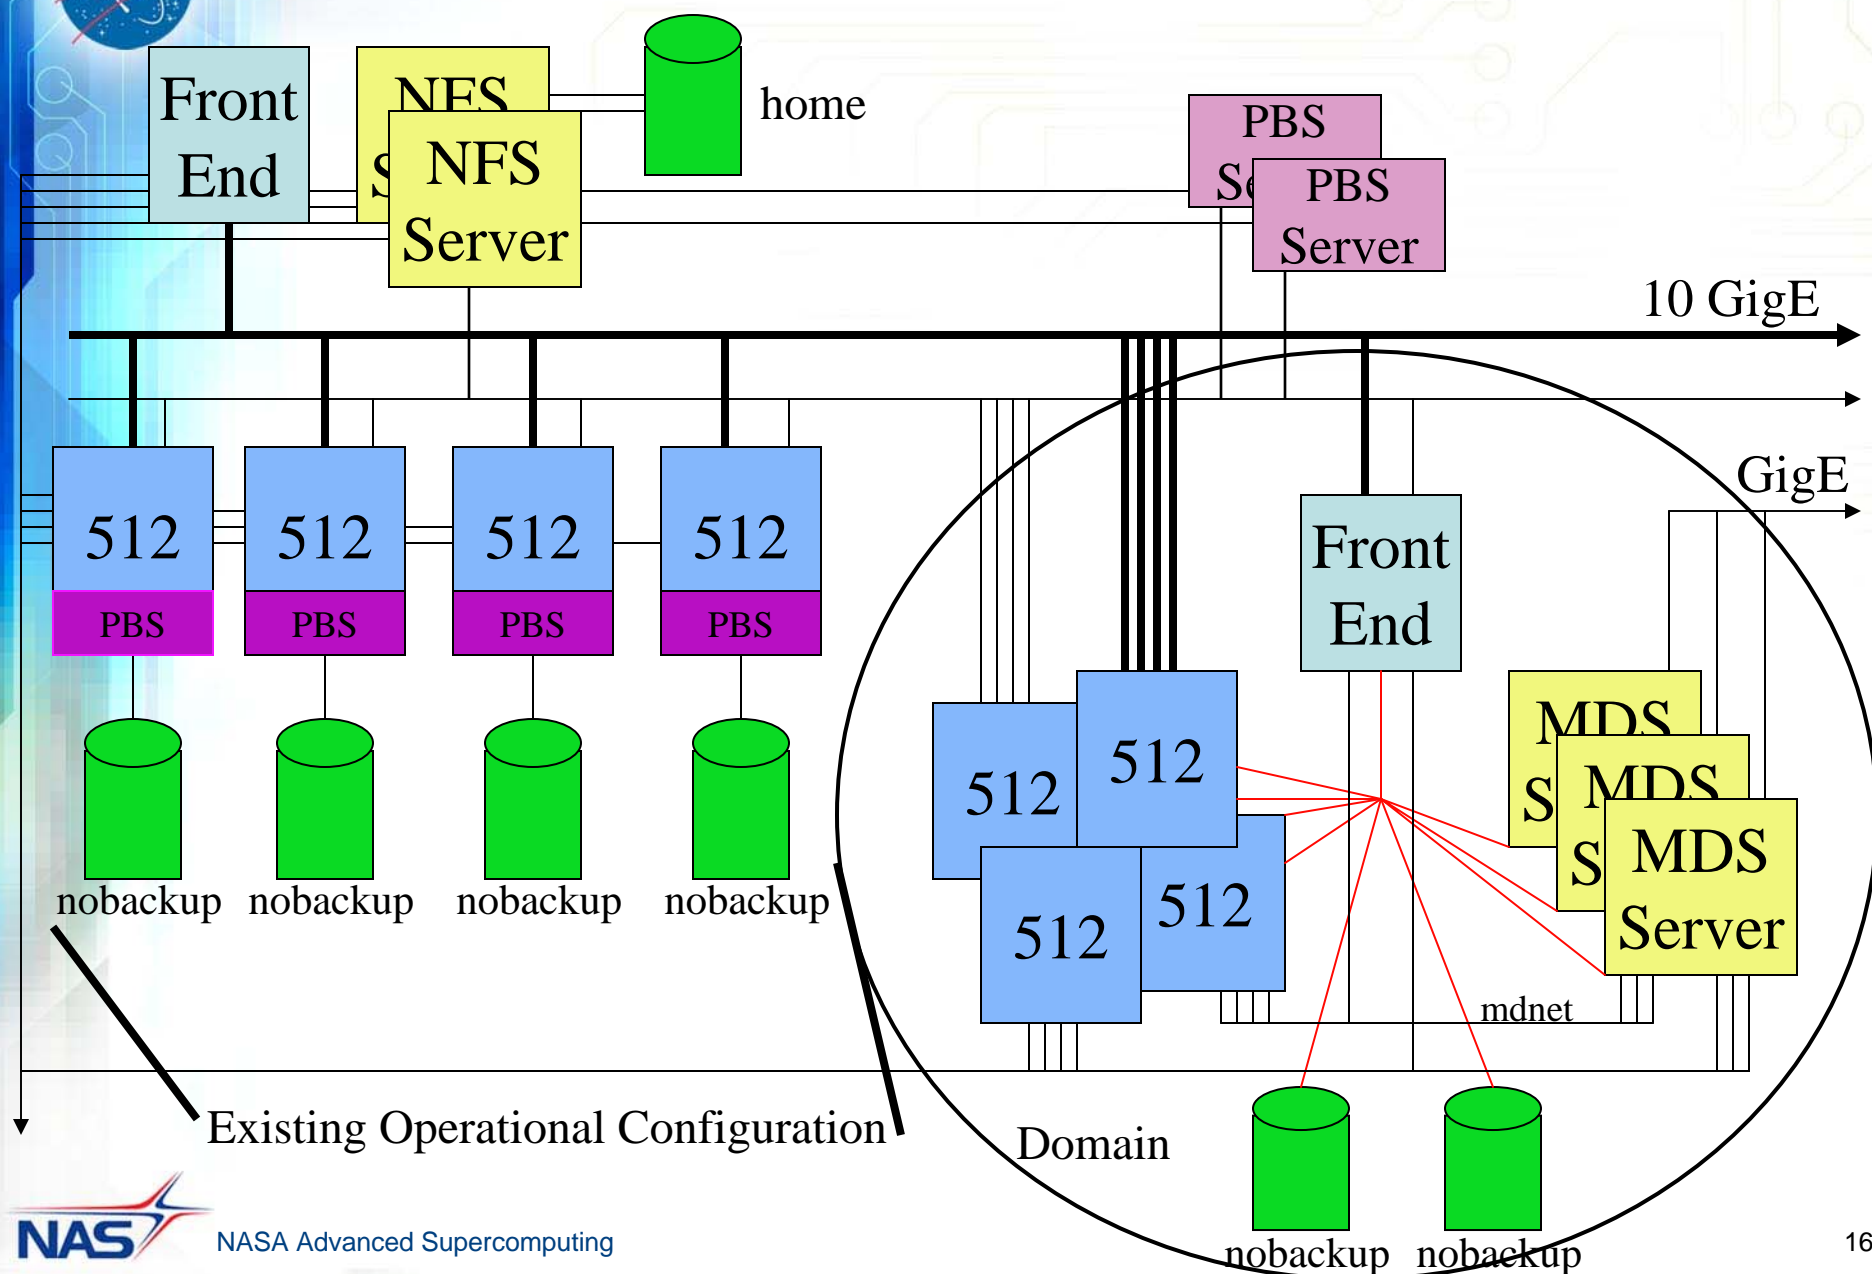 Front
End
NFS
NFS
Server
home
PBS
PBS
Server
10 GigE
GigE
512
PBS
512
PBS
512
PBS
512
PBS
nobackup
nobackup
nobackup
nobackup
Front
End
512
512
512
512
MDS
MDS
MDS
Server
mdnet
Existing Operational Configuration
Domain
nobackup
nobackup
NAS
NASA Advanced Supercomputing
16